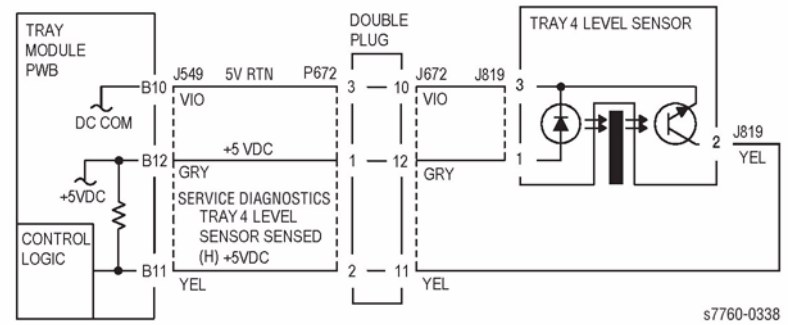 TRAY
MODULE
PWB
DOUBLE
PLUG
TRAY 4 LEVEL SENSOR
B10
J549
5V RTN
P672
3
10
J672
J819
3
VIO
VIO
DC COM
B12
+5 VDC
1
12
1
2
J819
YEL
GRY
GRY
+5VDC
SERVICE DIAGNOSTICS
TRAY 4 LEVEL
SENSOR SENSED
(H) +5VDC
CONTROL
LOGIC
B11
2
11
YEL
YEL
s7760-0338